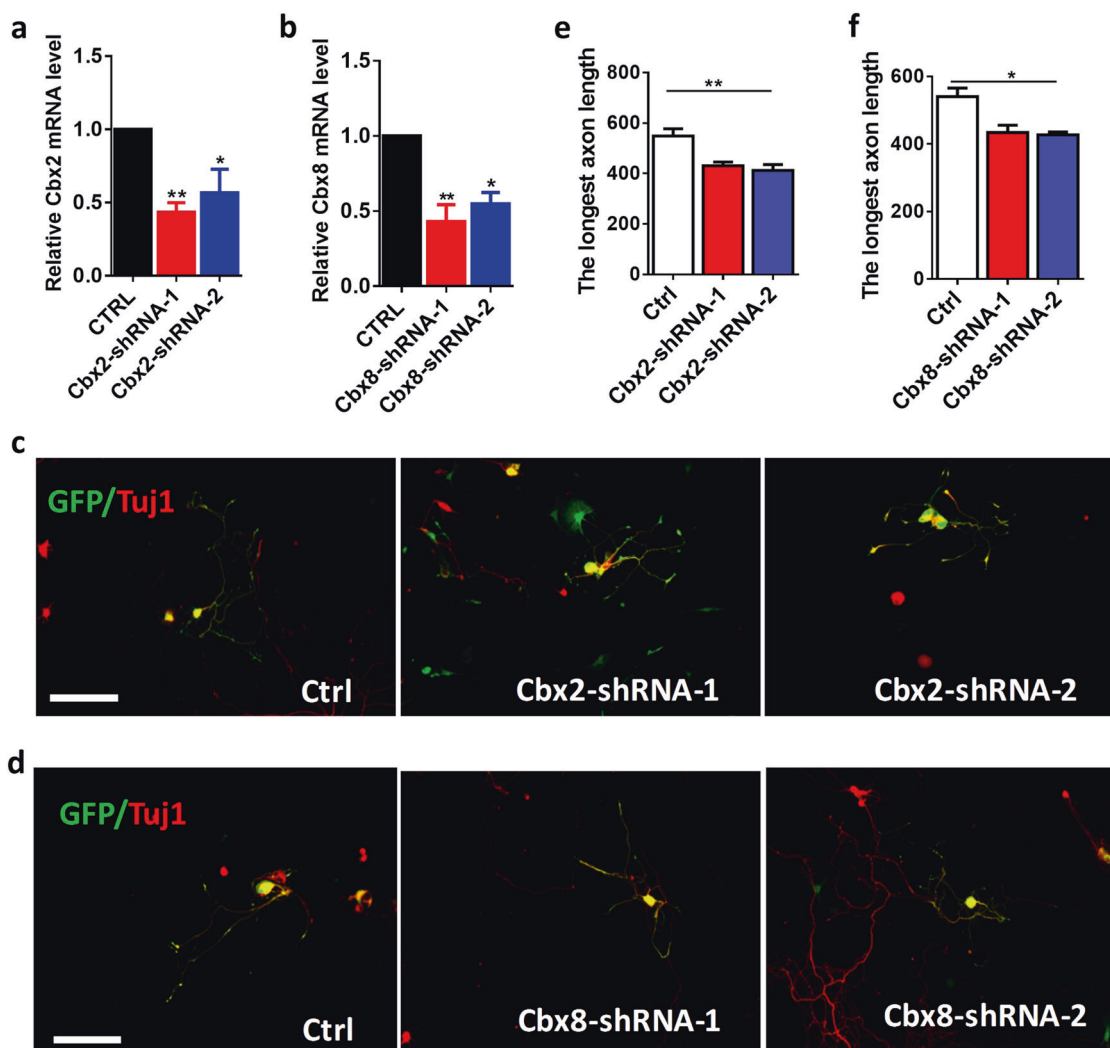 a
Relative Cbx2 mRNA level
1.5
1.0
0.5
0.0
**
*
CTRL
Cbx2-shRNA-1
Cbx2-shRNA-2
b
Relative Cbx8 mRNA level
1.5
1.0
0.5
0.0
**
*
CTRL
Cbx8-shRNA-1
Cbx8-shRNA-2
e
The longest axon length
800
600
400
200
0
**
Ctrl
Cbx2-shRNA-1
Cbx2-shRNA-2
f
The longest axon length
600
400
200
0
*
Ctrl
Cbx8-shRNA-1
Cbx8-shRNA-2
c
GFP/Tuj1
Ctrl
Cbx2-shRNA-1
Cbx2-shRNA-2
d
GFP/Tuj1
Ctrl
Cbx8-shRNA-1
Cbx8-shRNA-2